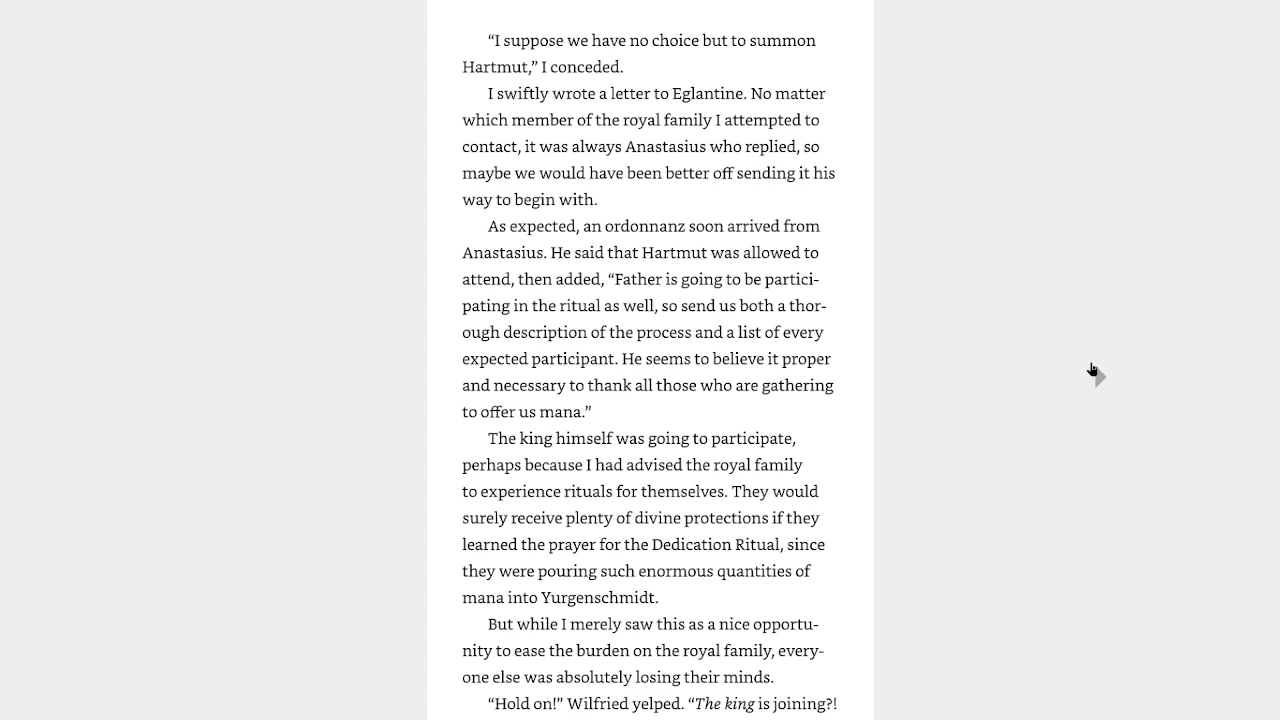 “I suppose we have no choice but to summon
Hartmut,” I conceded.
I swiftly wrote a letter to Eglantine. No matter
which member of the royal family I attempted to
contact, it was always Anastasius who replied, so
maybe we would have been better off sending it his
way to begin with.
As expected, an ordonnanz soon arrived from
Anastasius. He said that Hartmut was allowed to
attend, then added, “Father is going to be partici-
pating in the ritual as well, so send us both a thor-
ough description of the process and a list of every
expected participant. He seems to believe it proper
and necessary to thank all those who are gathering
to offer us mana.”
The king himself was going to participate,
perhaps because I had advised the royal family
to experience rituals for themselves. They would
surely receive plenty of divine protections if they
learned the prayer for the Dedication Ritual, since
they were pouring such enormous quantities of
mana into Yurgenschmidt.
But while I merely saw this as a nice opportu-
nity to ease the burden on the royal family, every-
one else was absolutely losing their minds.
“Hold on!” Wilfried yelped. “The king is joining?!